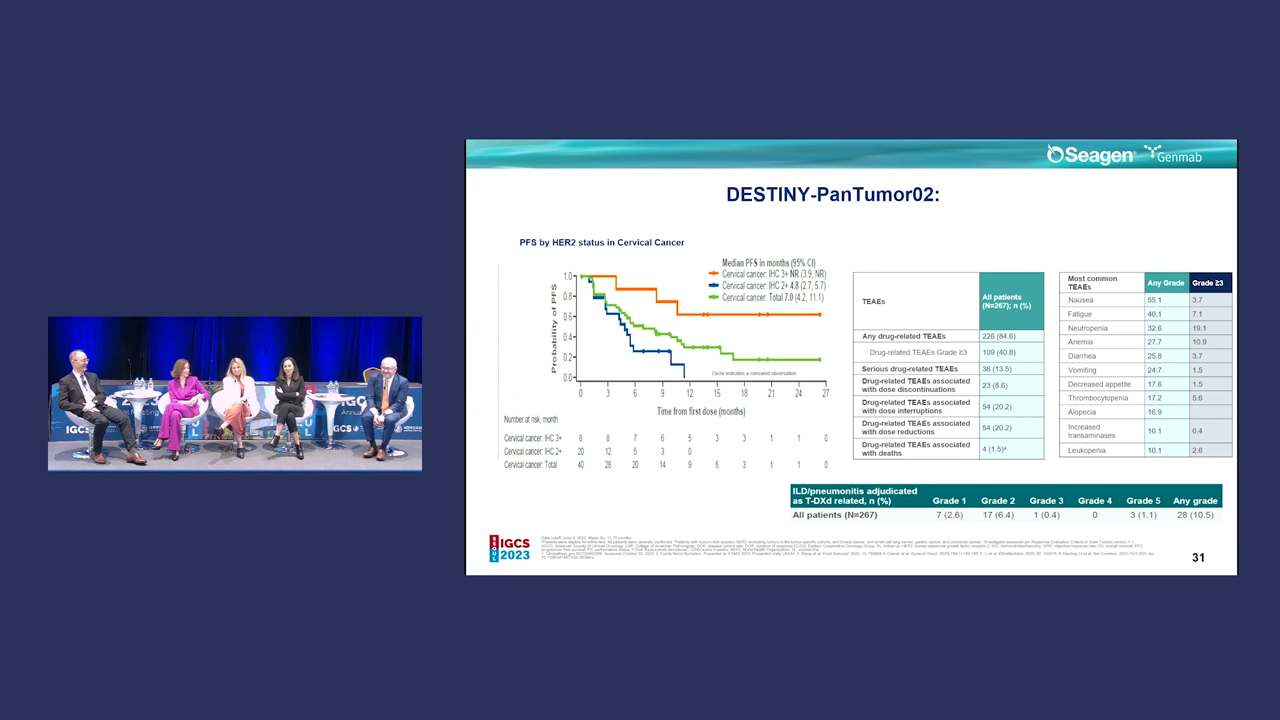 Seagen Genmab
DESTINY-PanTumor02:
PFS by HER2 status in Cervical Cancer
Median PFS in months (95% CI)
Cervical cancer: IHC 3+ NR (3.9, NR)
Cervical cancer: IHC 2+ 4.8 (2.7, 5.7)
Cervical cancer: Total 7.0 (4.2, 11.1)
Probability of PFS
1.0
0.8
0.6
0.4
0.2
0.0
Circle indicates a censored observation
0 3 6 9 12 15 18 21 24 27
Time from first dose (months)
Number at risk, month
Cervical cancer: IHC 3+ 8 8 7 6 5 3 3 1 1 0
Cervical cancer: IHC 2+ 20 12 5 3 0
Cervical cancer: Total 40 28 20 14 9 6 3 1 1 0
TEAEs All patients (N=267); n (%)
Any drug-related TEAEs 226 (84.6)
Drug-related TEAEs Grade ≥3 109 (40.8)
Serious drug-related TEAEs 36 (13.5)
Drug-related TEAEs associated
with dose discontinuations 23 (8.6)
Drug-related TEAEs associated
with dose interruptions 54 (20.2)
Drug-related TEAEs associated
with dose reductions 54 (20.2)
Drug-related TEAEs associated
with deaths 4 (1.5)ª
Most common
TEAEs Any Grade Grade ≥3
Nausea 55.1 3.7
Fatigue 40.1 7.1
Neutropenia 32.6 19.1
Anemia 27.7 10.9
Diarrhea 25.8 3.7
Vomiting 24.7 1.5
Decreased appetite 17.6 1.5
Thrombocytopenia 17.2 5.6
Alopecia 16.9
Increased
transaminases 10.1 0.4
Leukopenia 10.1 2.6
ILD/pneumonitis adjudicated
as T-DXd related, n (%) Grade 1 Grade 2 Grade 3 Grade 4 Grade 5 Any grade
All patients (N=267) 7 (2.6) 17 (6.4) 1 (0.4) 0 3 (1.1) 28 (10.5)
IGCS
2023
31
IGCS